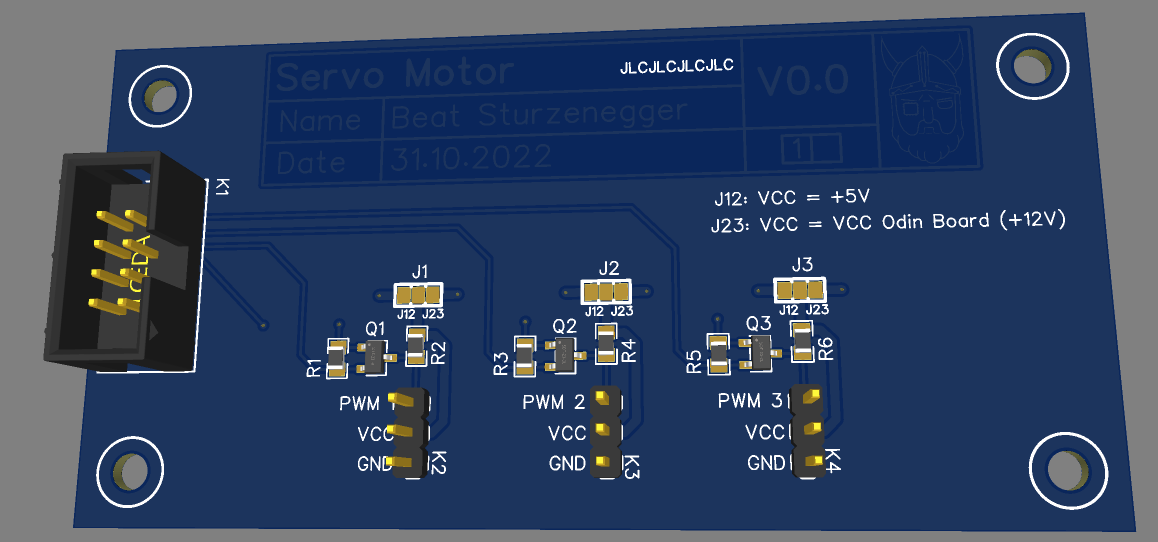 Servo Motor
JLCJLCJLCJLC
V0.0
Name
Beat Sturzenegger
Date
31.10.2022
1
K1
J12: VCC = +5V
J23: VCC = VCC Odin Board (+12V)
J1
J2
J3
J12 J23
J12 J23
J12 J23
Q1
Q2
Q3
R1
R2
R3
R4
R5
R6
PWM
PWM 2
PWM 3
VCC
VCC
VCC
GND
GND
GND
K2
K3
K4